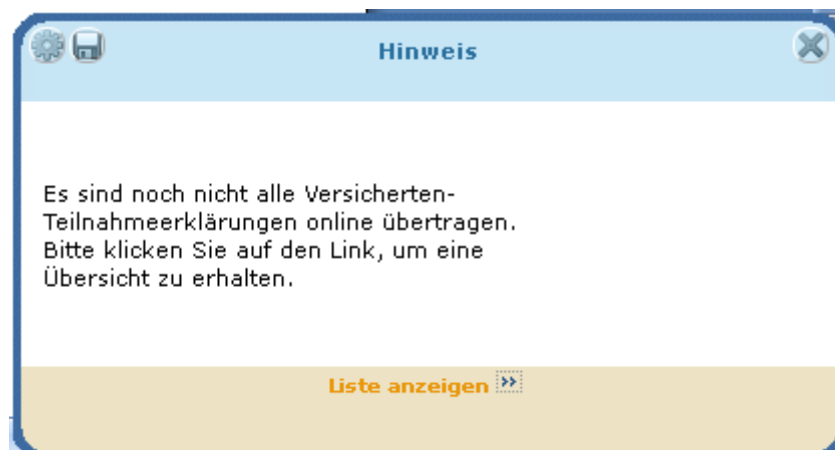 Hinweis
Es sind noch nicht alle Versicherten-
Teilnahmeerklärungen online übertragen.
Bitte klicken Sie auf den Link, um eine
Übersicht zu erhalten.
Liste anzeigen